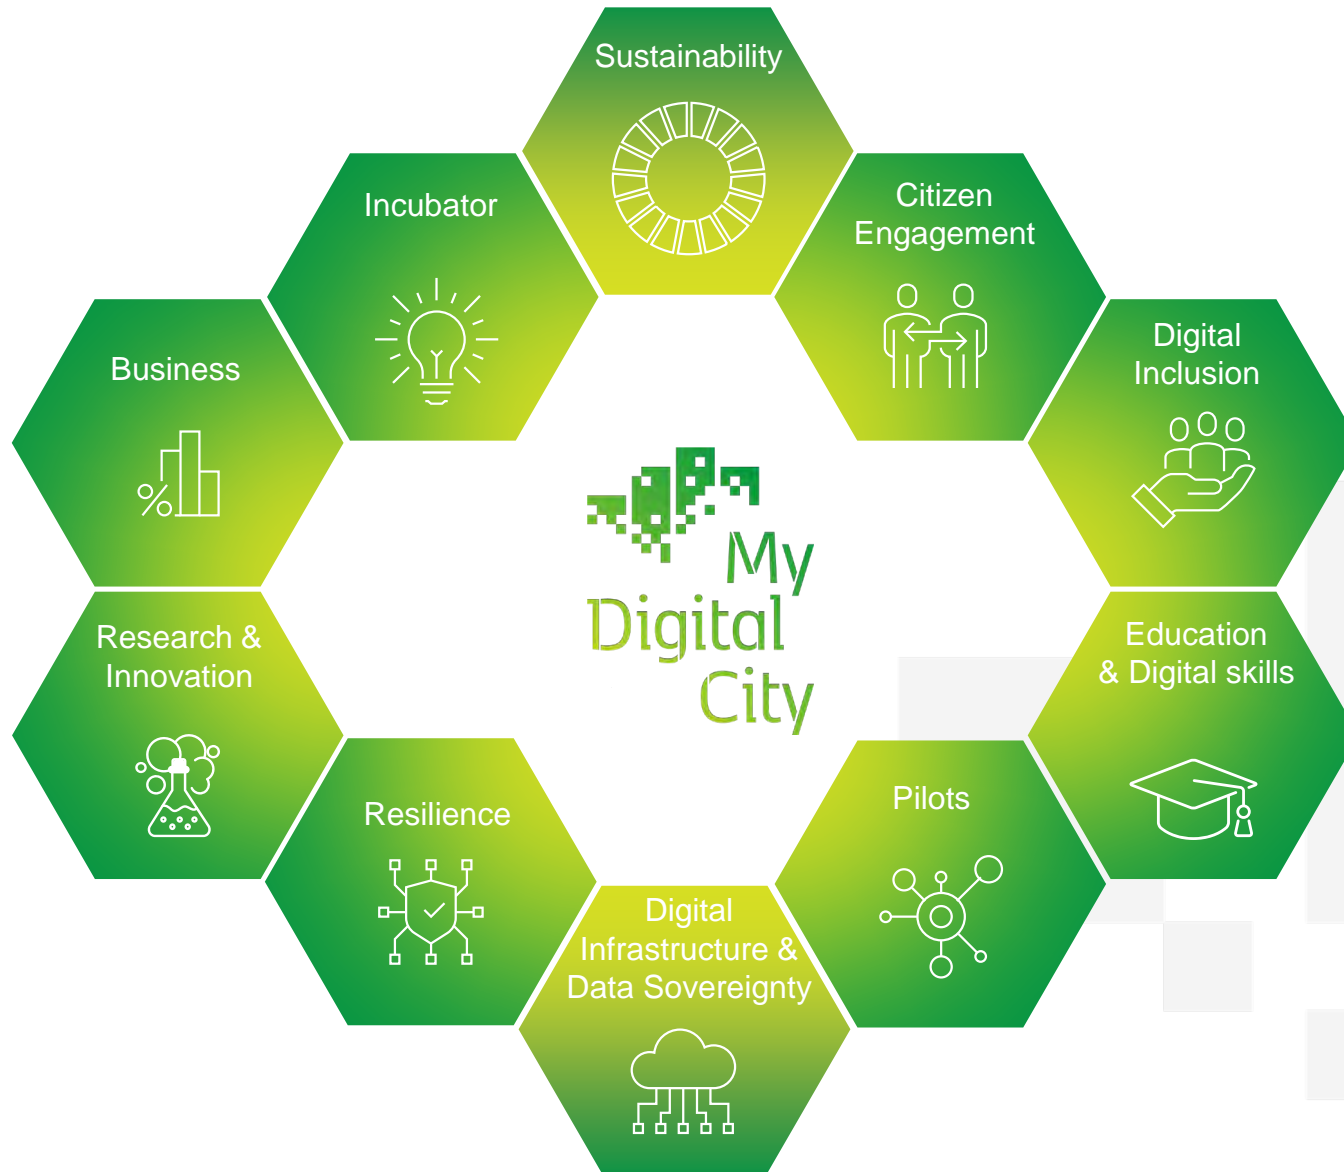 Sustainability
Incubator
Citizen
Engagement
Business
Digital
Inclusion
My
Digital
City
Research &
Innovation
Education
& Digital skills
Resilience
Pilots
Digital
Infrastructure &
Data Sovereignty